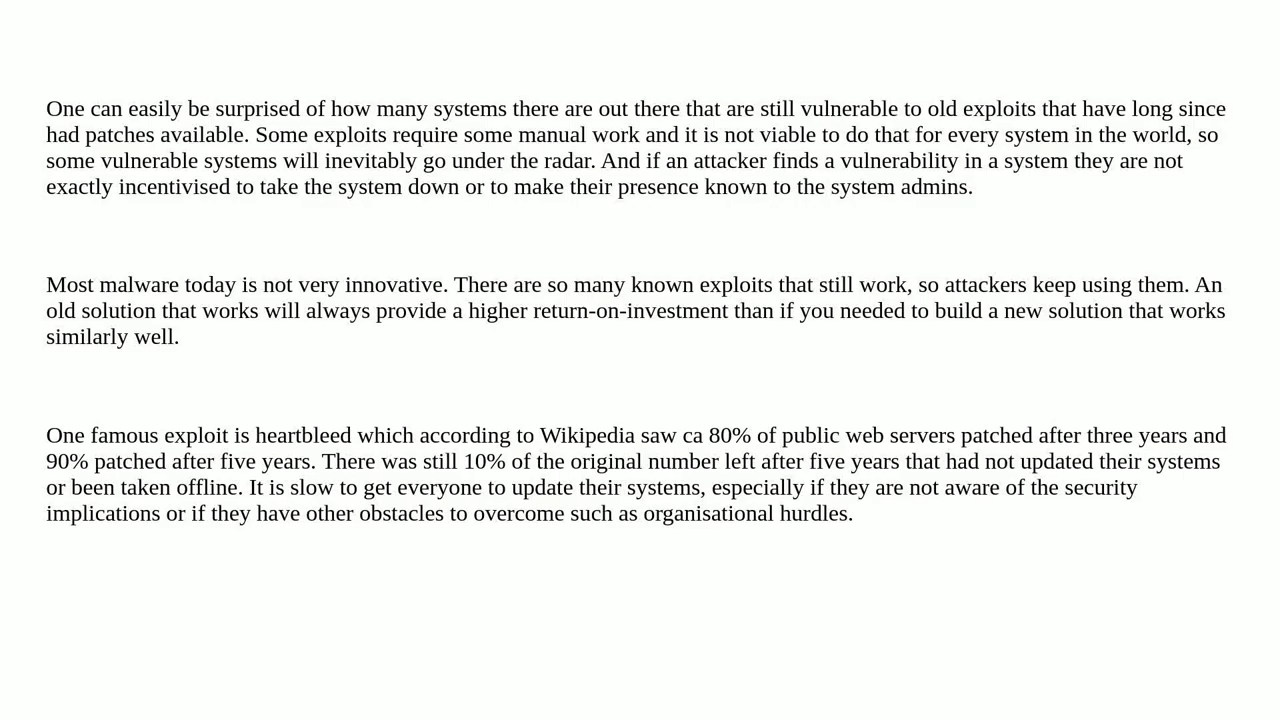 One can easily be surprised of how many systems there are out there that are still vulnerable to old exploits that have long since
had patches available. Some exploits require some manual work and it is not viable to do that for every system in the world, so
some vulnerable systems will inevitably go under the radar. And if an attacker finds a vulnerability in a system they are not
exactly incentivised to take the system down or to make their presence known to the system admins.
Most malware today is not very innovative. There are so many known exploits that still work, so attackers keep using them. An
old solution that works will always provide a higher return-on-investment than if you needed to build a new solution that works
similarly well.
One famous exploit is heartbleed which according to Wikipedia saw ca 80% of public web servers patched after three years and
90% patched after five years. There was still 10% of the original number left after five years that had not updated their systems
or been taken offline. It is slow to get everyone to update their systems, especially if they are not aware of the security
implications or if they have other obstacles to overcome such as organisational hurdles.